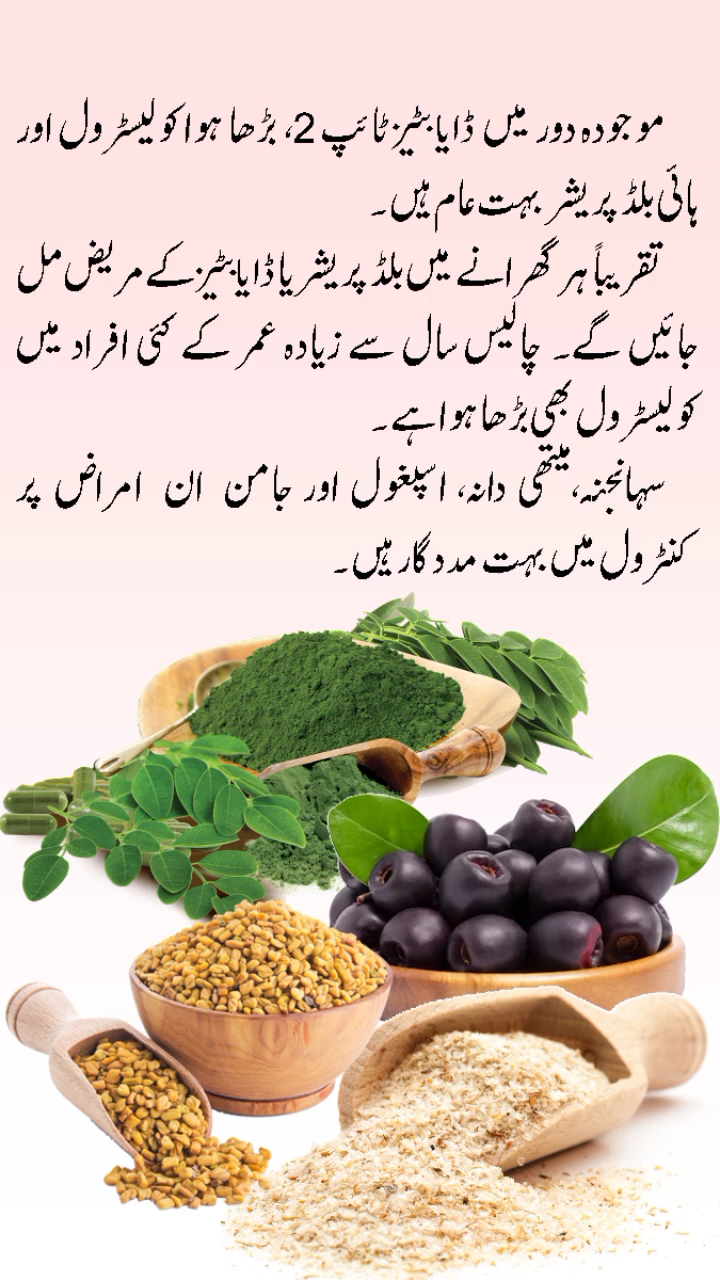 موجودہ دور میں ڈایابٹیز ٹائپ 2، بڑھا ہوا کولیسٹرول اور
ہائی بلڈ پریشر بہت عام ہیں۔
تقریباً ہر گھرانے میں بلڈ پریشر یا ڈایابٹیز کے مریض مل
جائیں گے۔ چالیس سال سے زیادہ عمر کے کئی افراد میں
کولیسٹرول بھی بڑھا ہوا ہے۔
سہانجنہ، میتھی دانہ، اسپغول اور جامن ان امراض پر
کنٹرول میں بہت مددگار ہیں۔